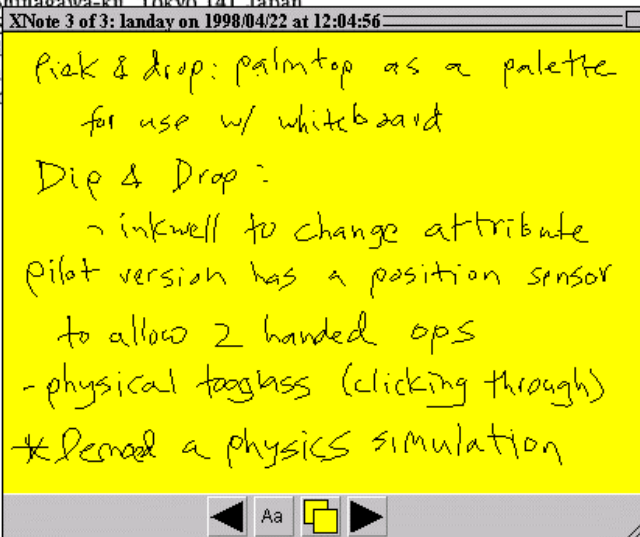 XNote 3 of 3: landay on 1998/04/22 at 12:04:56
Pick & drop: palmtop as a palette
for use w/ whiteboard
Dip & Drop:
inkwell to change attribute
pilot version has a position sensor
to allow 2 handed ops
- physical tooglass (clicking through)
* a physics simulation
Aa